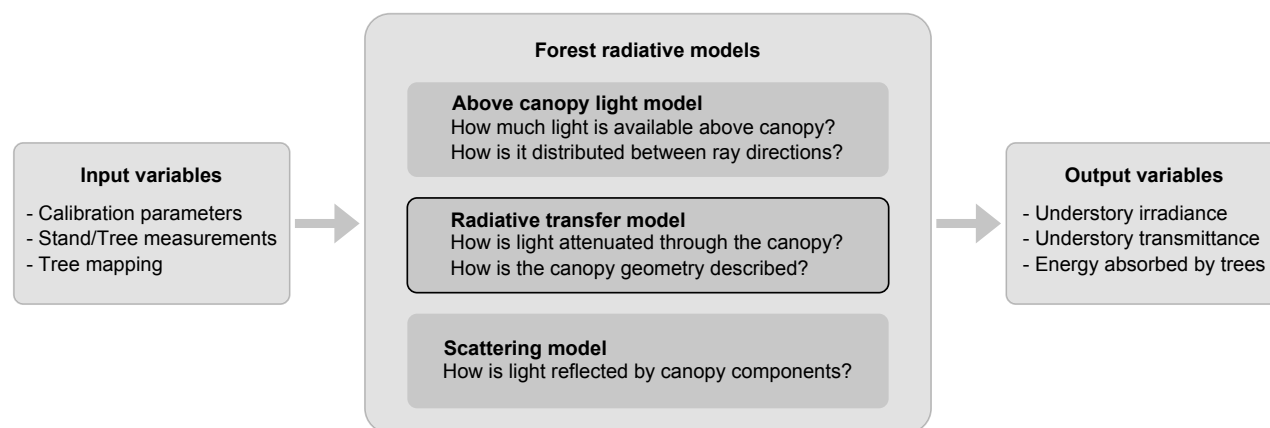 Forest radiative models
Above canopy light model
How much light is available above canopy?
How is it distributed between ray directions?
Input variables
- Calibration parameters
- Stand/Tree measurements
- Tree mapping
Radiative transfer model
How is light attenuated through the canopy?
How is the canopy geometry described?
Output variables
- Understory irradiance
- Understory transmittance
- Energy absorbed by trees
Scattering model
How is light reflected by canopy components?